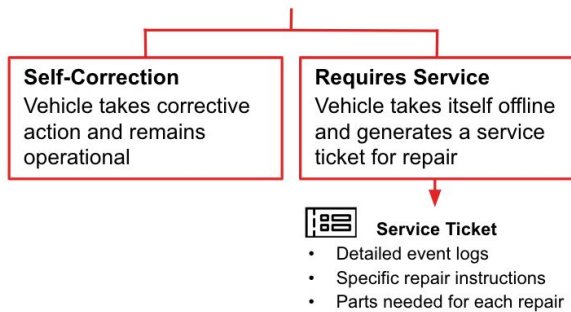 Self-Correction
Vehicle takes corrective
action and remains
operational
Requires Service
Vehicle takes itself offline
and generates a service
ticket for repair
Service Ticket
• Detailed event logs
• Specific repair instructions
• Parts needed for each repair